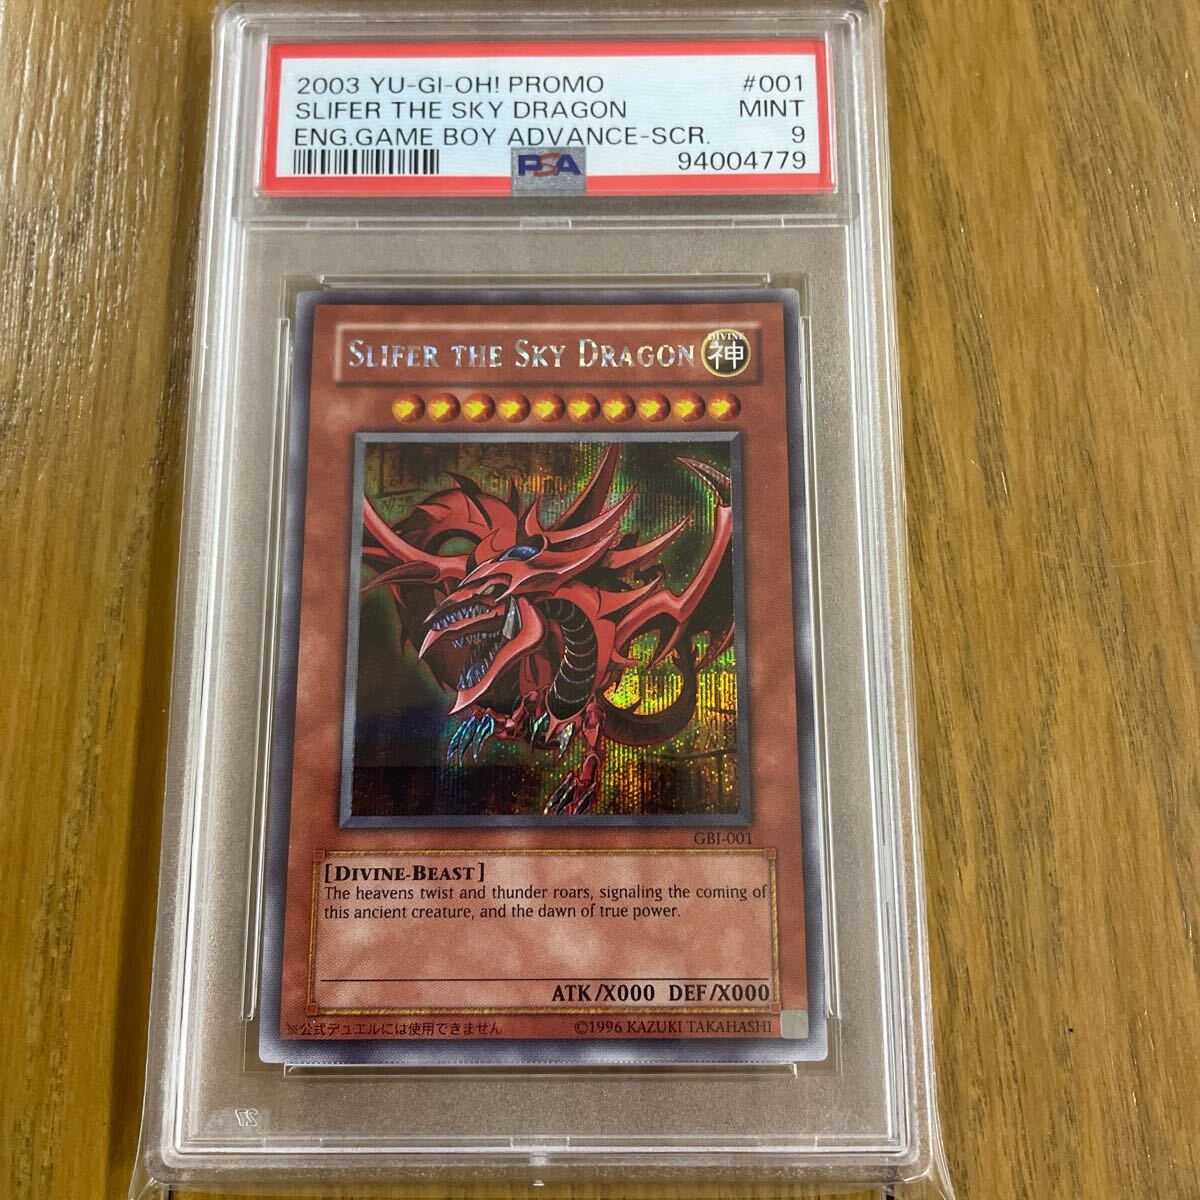 2003 YU-GI-OH! PROMO #001
SLIFER THE SKY DRAGON MINT
ENG.GAME BOY ADVANCE-SCR. 9
PSA 94004779
SLIFER THE SKY DRAGON
DIVINE
神
GBI-001
[DIVINE-BEAST]
The heavens twist and thunder roars, signaling the coming of
this ancient creature, and the dawn of true power.
ATK/X000 DEF/X000
※公式デュエルには使用できません ©1996 KAZUKI TAKAHASHI